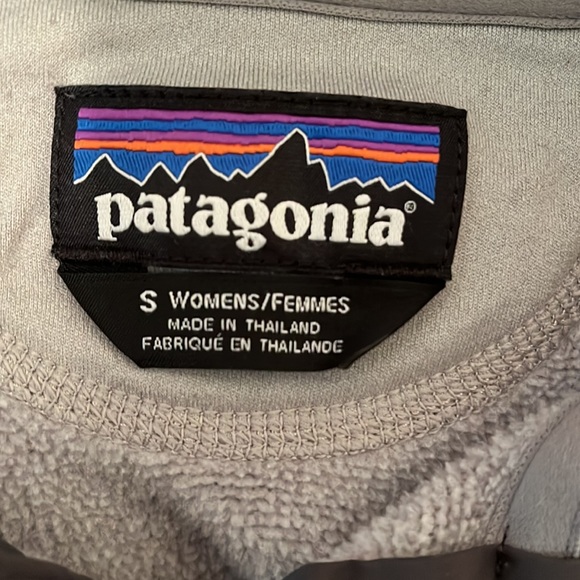 patagonia®
S WOMENS/FEMMES
MADE IN THAILAND
FABRIQUÉ EN THAILANDE